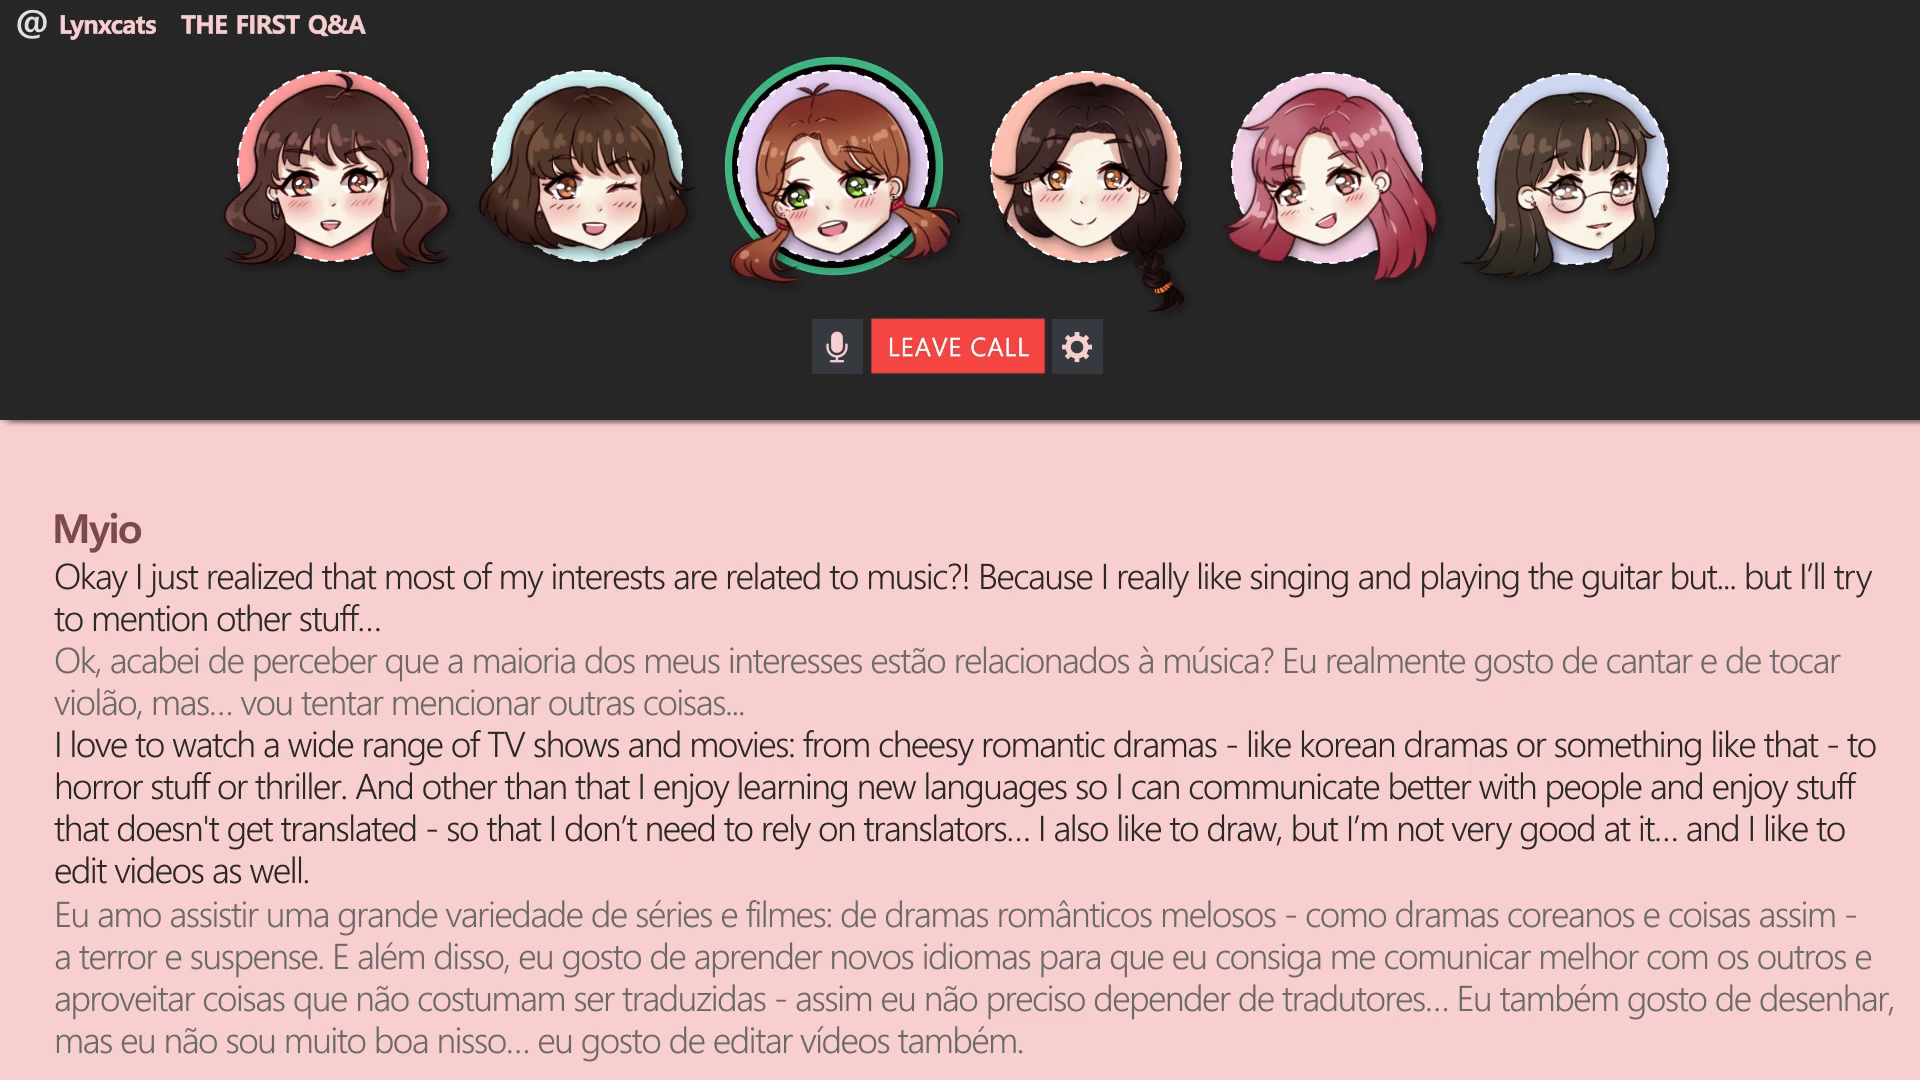 @ Lynxcats THE FIRST Q&A
LEAVE CALL
Myio
Okay I just realized that most of my interests are related to music?! Because I really like singing and playing the guitar but... but I’ll try
to mention other stuff...
Ok, acabei de perceber que a maioria dos meus interesses estão relacionados à música? Eu realmente gosto de cantar e de tocar
violão, mas... vou tentar mencionar outras coisas...
I love to watch a wide range of TV shows and movies: from cheesy romantic dramas - like korean dramas or something like that - to
horror stuff or thriller. And other than that I enjoy learning new languages so I can communicate better with people and enjoy stuff
that doesn't get translated - so that I don’t need to rely on translators... I also like to draw, but I’m not very good at it... and I like to
edit videos as well.
Eu amo assistir uma grande variedade de séries e filmes: de dramas românticos melosos - como dramas coreanos e coisas assim -
a terror e suspense. E além disso, eu gosto de aprender novos idiomas para que eu consiga me comunicar melhor com os outros e
aproveitar coisas que não costumam ser traduzidas - assim eu não preciso depender de tradutores... Eu também gosto de desenhar,
mas eu não sou muito boa nisso... eu gosto de editar vídeos também.